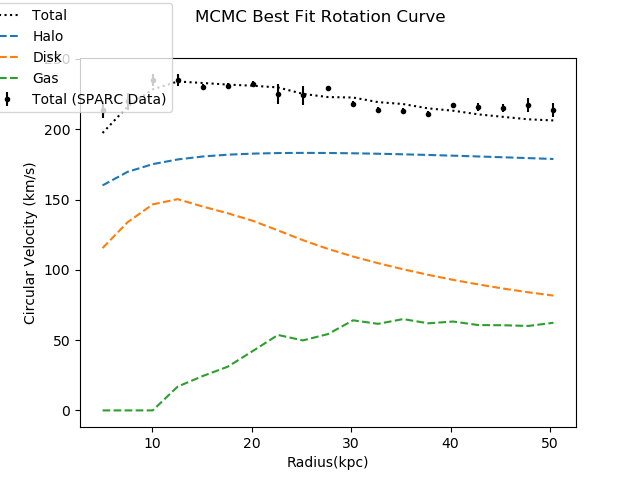 MCMC Best Fit Rotation Curve
Total
Halo
Disk
Gas
Total (SPARC Data)
250
200
150
100
50
0
Circular Velocity (km/s)
10
20
30
40
50
Radius(kpc)